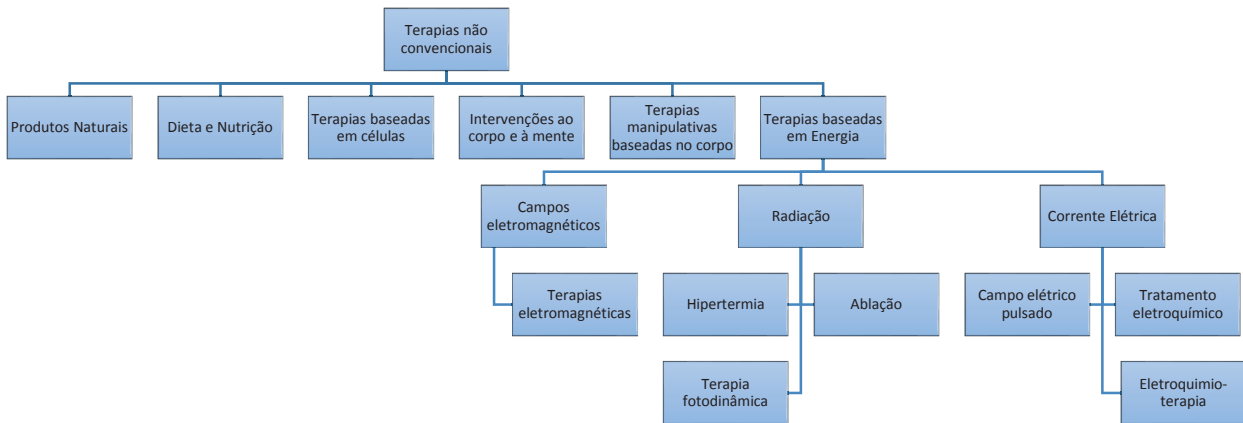 Terapias não
convencionais
Produtos Naturais
Dieta e Nutrição
Terapias baseadas
em células
Intervenções ao
corpo e à mente
Terapias
manipulativas
baseadas no corpo
Terapias baseadas
em Energia
Campos
eletromagnéticos
Radiação
Corrente Elétrica
Terapias
eletromagnéticas
Hipertermia
Ablação
Campo elétrico
pulsado
Tratamento
eletroquímico
Terapia
fotodinâmica
Eletroquimio-
terapia